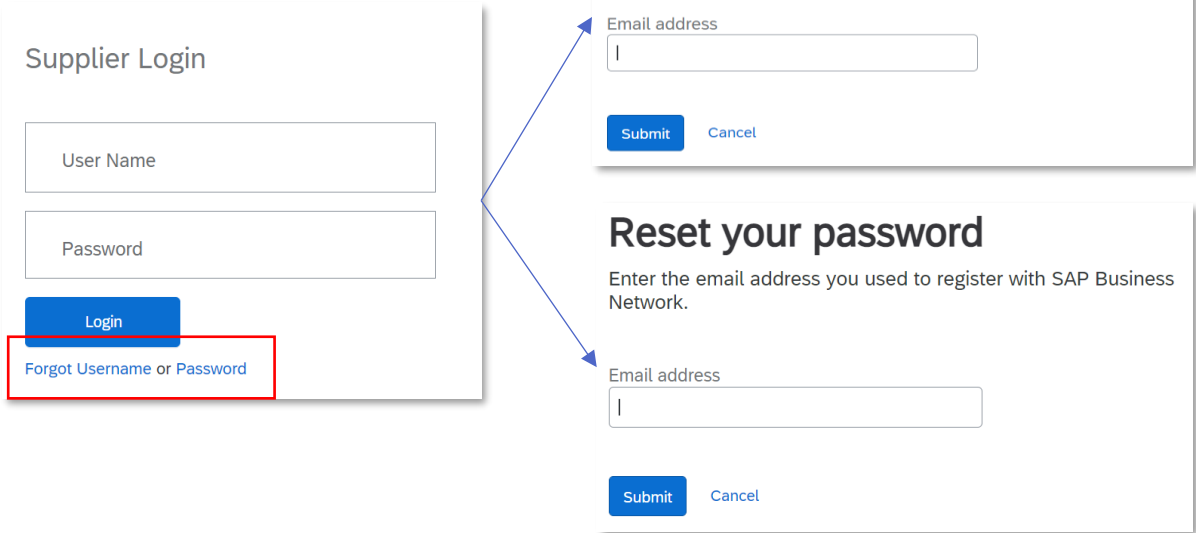 Supplier Login
User Name
Password
Login
Forgot Username or Password
Email address
Submit
Cancel
Reset your password
Enter the email address you used to register with SAP Business
Network.
Email address
Submit
Cancel